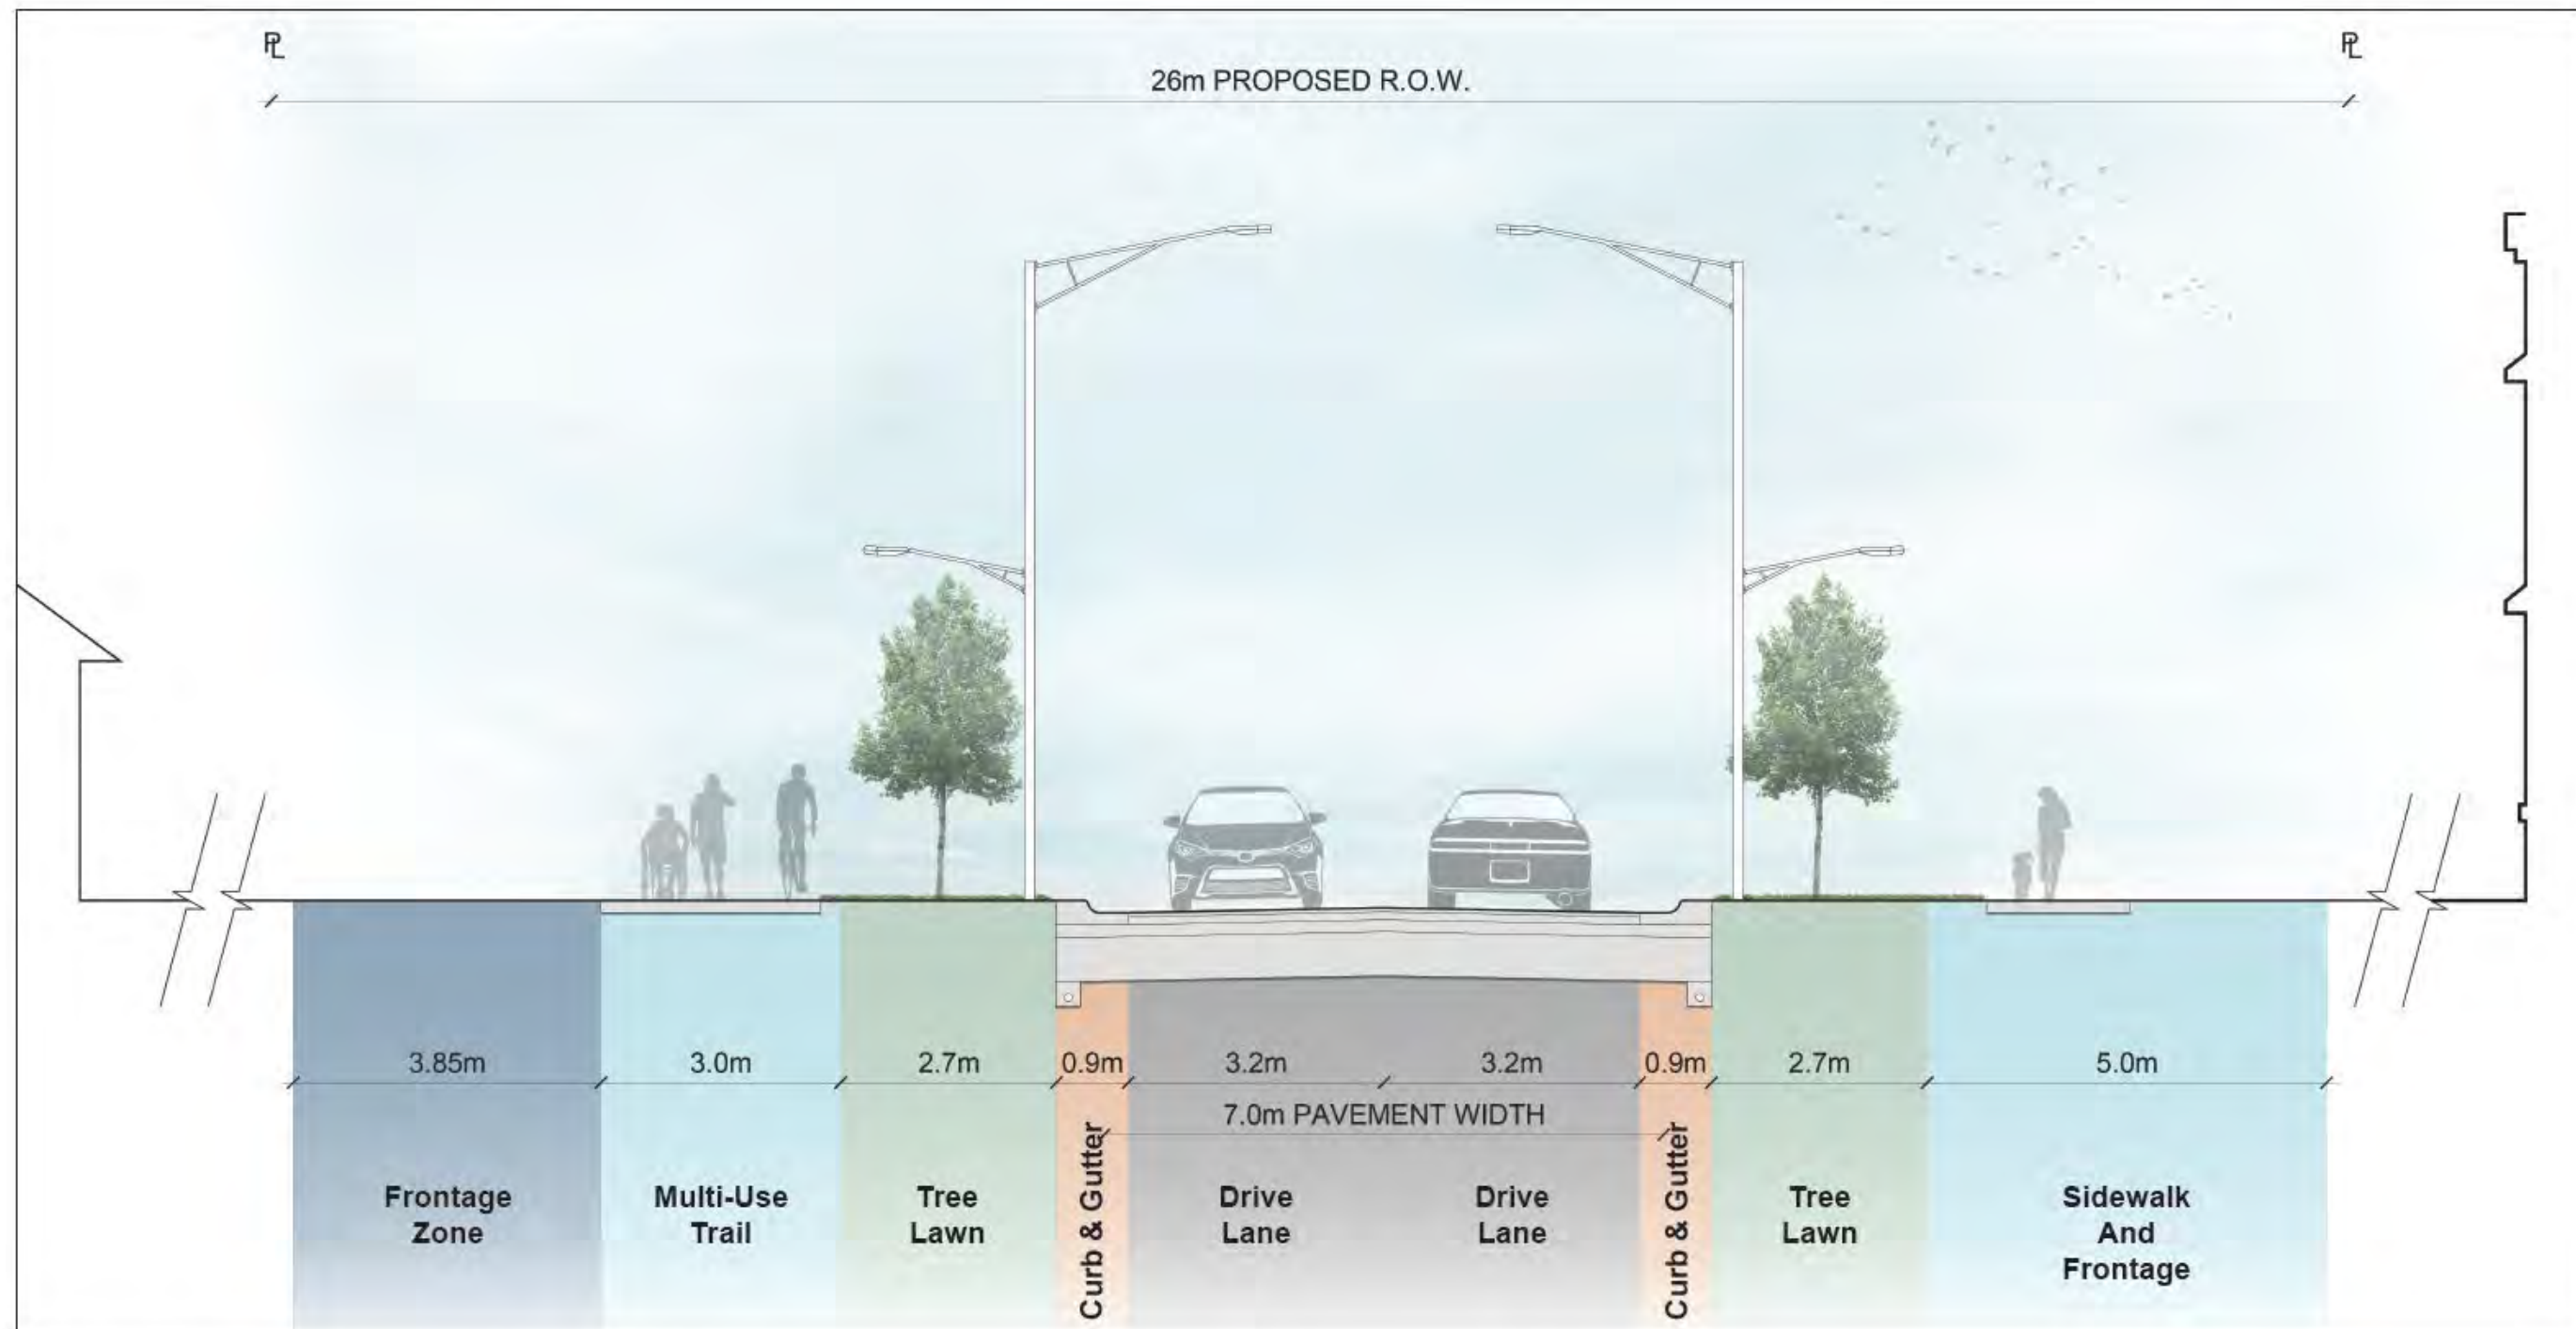 PL
PL
26m PROPOSED R.O.W.
3.85m
3.0m
2.7m
0.9m
3.2m
3.2m
0.9m
2.7m
5.0m
7.0m PAVEMENT WIDTH
Frontage
Zone
Multi-Use
Trail
Tree
Lawn
Curb & Gutter
Drive
Lane
Drive
Lane
Curb & Gutter
Tree
Lawn
Sidewalk
And
Frontage